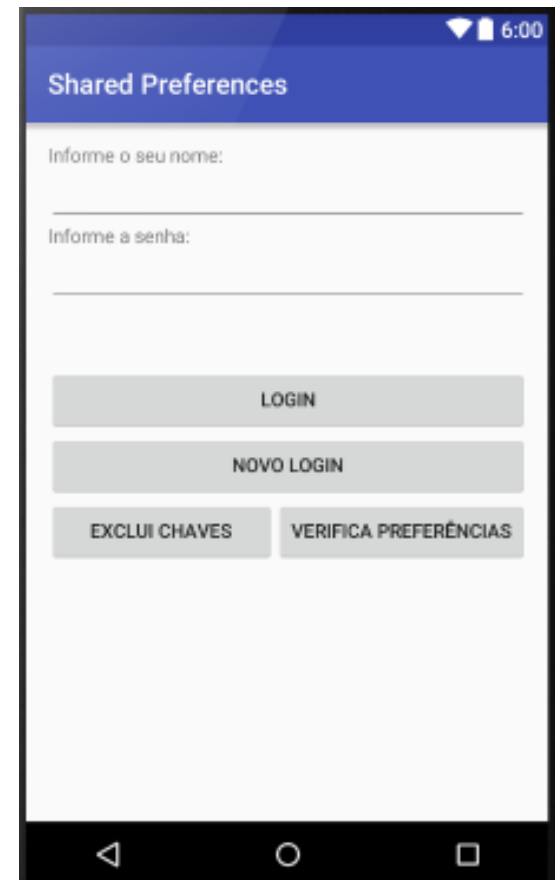 6:00
Shared Preferences
Informe o seu nome:
Informe a senha:
LOGIN
NOVO LOGIN
EXCLUI CHAVES VERIFICA PREFERÊNCIAS